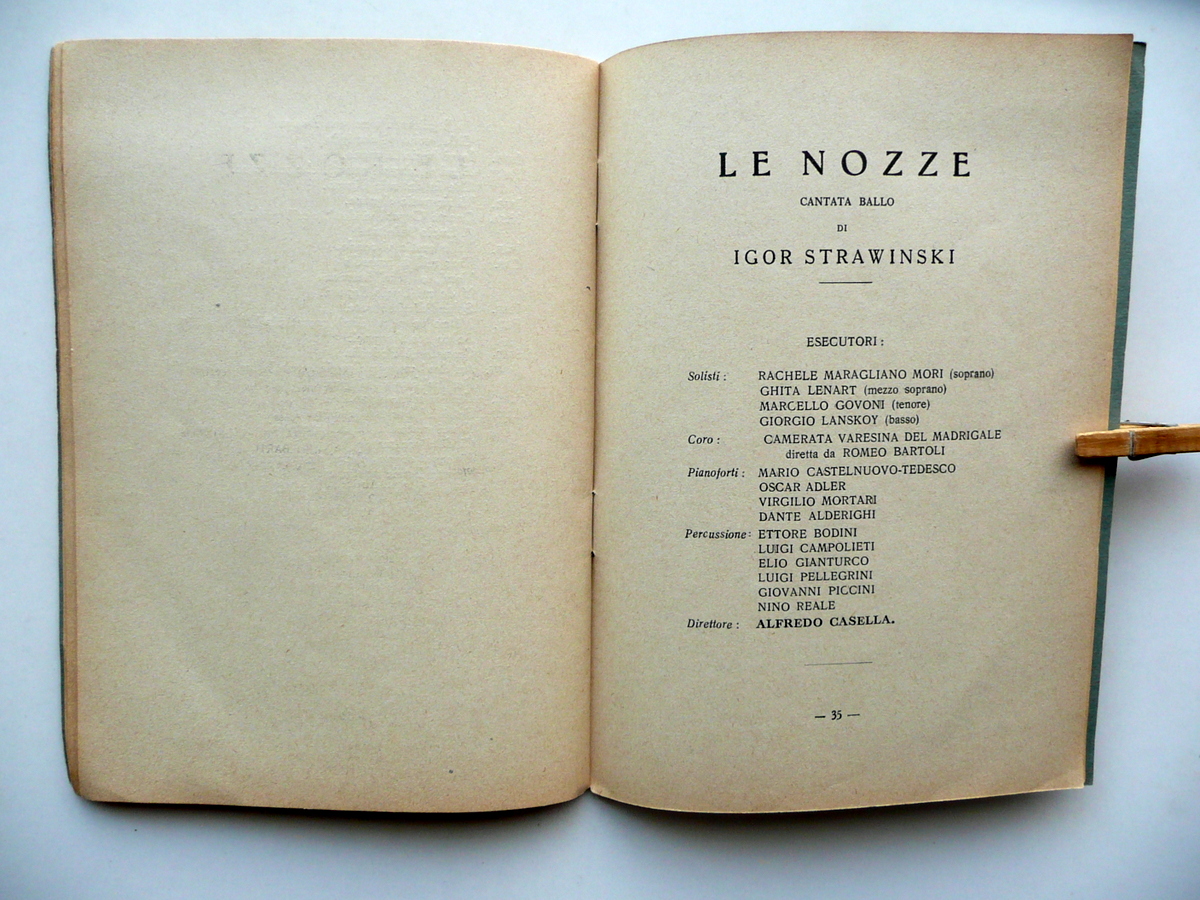 LE NOZZE
CANTATA BALLO
DI
IGOR STRAWINSKI
ESECUTORI :
Solisti : RACHELE MARAGLIANO MORI (soprano)
GHITA LENART (mezzo soprano)
MARCELLO GOVONI (tenore)
GIORGIO LANSKOY (basso)
Coro : CAMERATA VARESINA DEL MADRIGALE
diretta da ROMEO BARTOLI
Pianoforti : MARIO CASTELNUOVO-TEDESCO
OSCAR ADLER
VIRGILIO MORTARI
DANTE ALDERIGHI
Percussione : ETTORE BODINI
LUIGI CAMPOLIETI
ELIO GIANTURCO
LUIGI PELLEGRINI
GIOVANNI PICCINI
NINO REALE
Direttore : ALFREDO CASELLA.
— 35 —